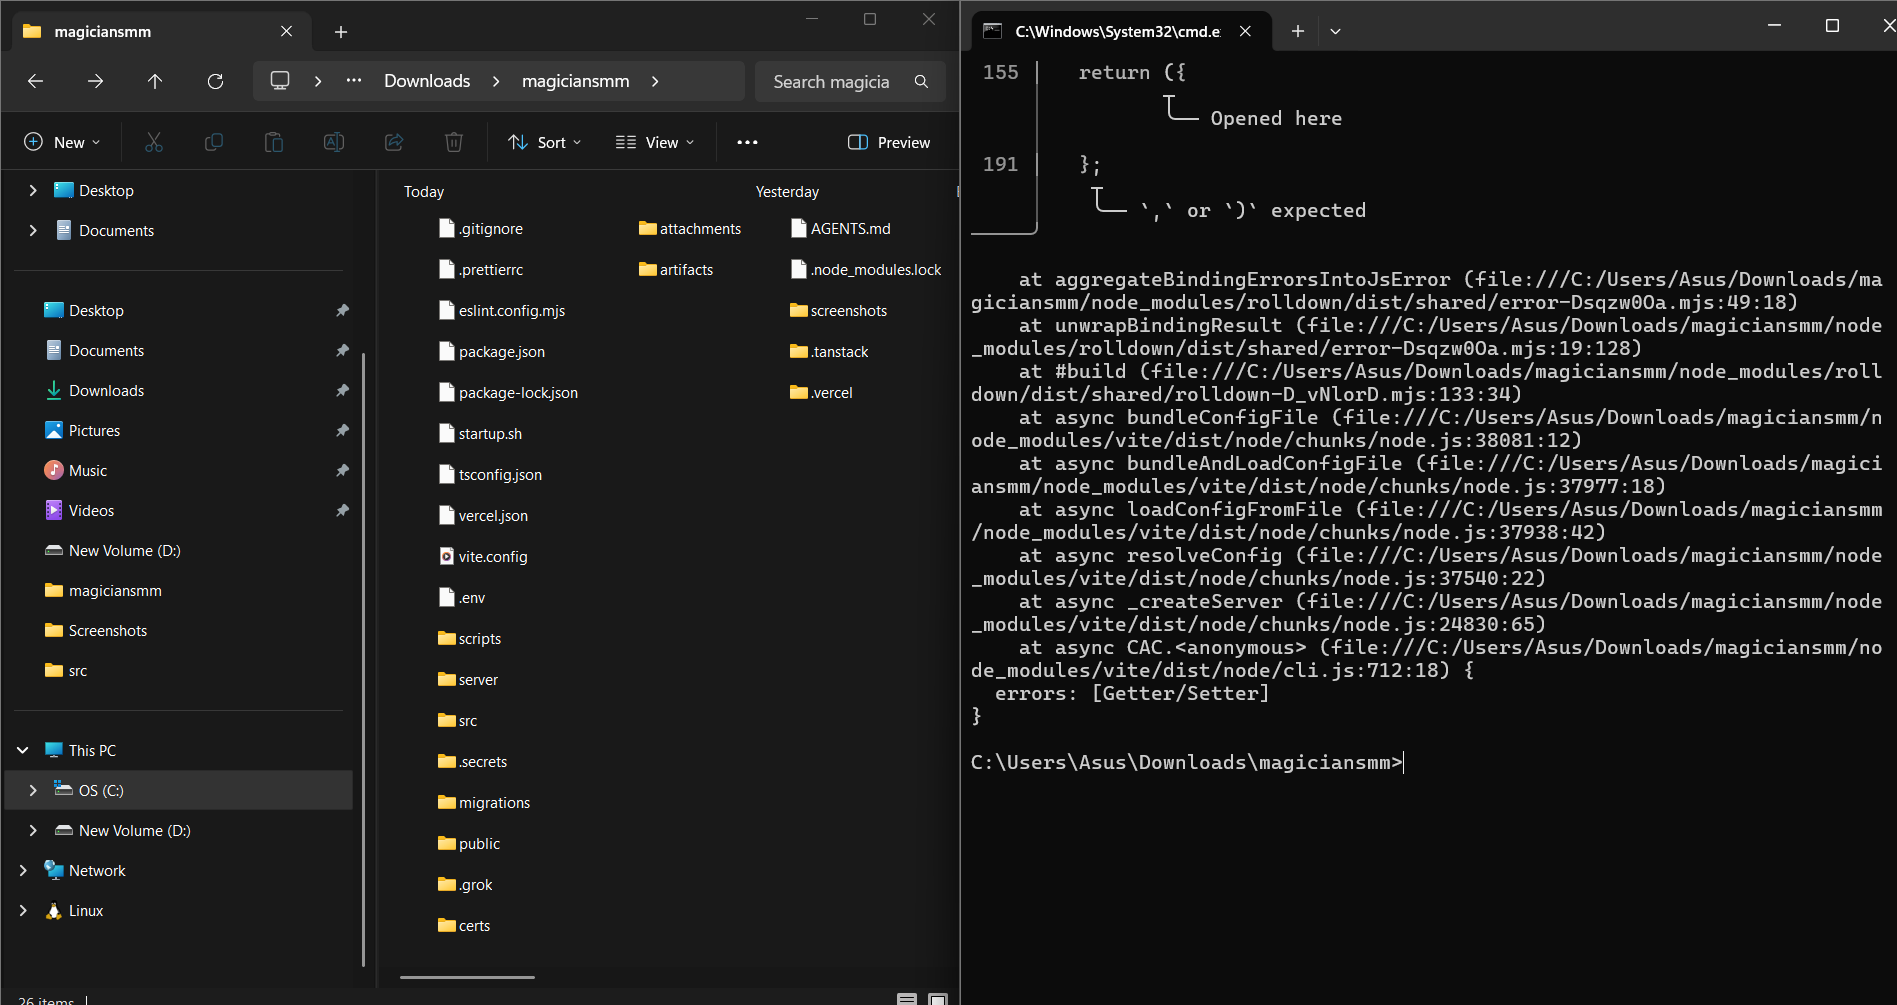 magiciansmm
Downloads
magiciansmm
Search magicia
New
Sort
View
Preview
Desktop
Documents
Desktop
Documents
Downloads
Pictures
Music
Videos
New Volume (D:)
magiciansmm
Screenshots
src
This PC
OS (C:)
New Volume (D:)
Network
Linux
Today
.gitignore
.prettierrc
eslint.config.mjs
package.json
package-lock.json
startup.sh
tsconfig.json
vercel.json
vite.config
.env
scripts
server
src
.secrets
migrations
public
.grok
certs
attachments
artifacts
Yesterday
AGENTS.md
.node_modules.lock
screenshots
.tanstack
.vercel
26 items
C:\Windows\System32\cmd.e
155 return ({
Opened here
191 };
`,` or `)` expected
at aggregateBindingErrorsIntoJsError (file:///C:/Users/Asus/Downloads/ma
giciansmm/node_modules/rolldown/dist/shared/error-Dsqzw0Oa.mjs:49:18)
at unwrapBindingResult (file:///C:/Users/Asus/Downloads/magiciansmm/node
_modules/rolldown/dist/shared/error-Dsqzw0Oa.mjs:19:128)
at #build (file:///C:/Users/Asus/Downloads/magiciansmm/node_modules/roll
down/dist/shared/rolldown-D_vNlorD.mjs:133:34)
at async bundleConfigFile (file:///C:/Users/Asus/Downloads/magiciansmm/n
ode_modules/vite/dist/node/chunks/node.js:38081:12)
at async bundleAndLoadConfigFile (file:///C:/Users/Asus/Downloads/magici
ansmm/node_modules/vite/dist/node/chunks/node.js:37977:18)
at async loadConfigFromFile (file:///C:/Users/Asus/Downloads/magiciansmm
/node_modules/vite/dist/node/chunks/node.js:37938:42)
at async resolveConfig (file:///C:/Users/Asus/Downloads/magiciansmm/node
_modules/vite/dist/node/chunks/node.js:37540:22)
at async _createServer (file:///C:/Users/Asus/Downloads/magiciansmm/node
_modules/vite/dist/node/chunks/node.js:24830:65)
at async CAC.<anonymous> (file:///C:/Users/Asus/Downloads/magiciansmm/no
de_modules/vite/dist/node/cli.js:712:18) {
errors: [Getter/Setter]
}
C:\Users\Asus\Downloads\magiciansmm>